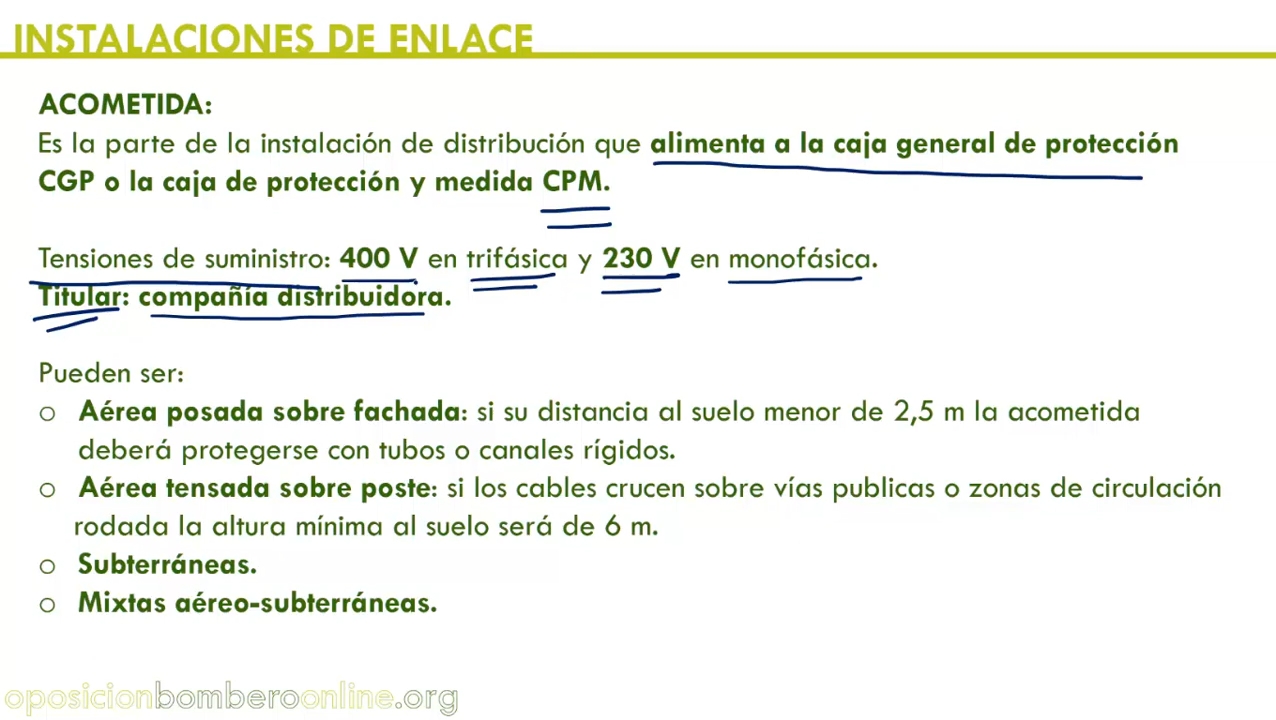 INSTALACIONES DE ENLACE
ACOMETIDA:
Es la parte de la instalación de distribución que alimenta a la caja general de protección
CGP o la caja de protección y medida CPM.
Tensiones de suministro: 400 V en trifásica y 230 V en monofásica.
Titular: compañía distribuidora.
Pueden ser:
o Aérea posada sobre fachada: si su distancia al suelo menor de 2,5 m la acometida
deberá protegerse con tubos o canales rígidos.
o Aérea tensada sobre poste: si los cables crucen sobre vías publicas o zonas de circulación
rodada la altura mínima al suelo será de 6 m.
o Subterráneas.
o Mixtas aéreo-subterráneas.
oposicionbomberoonline.org